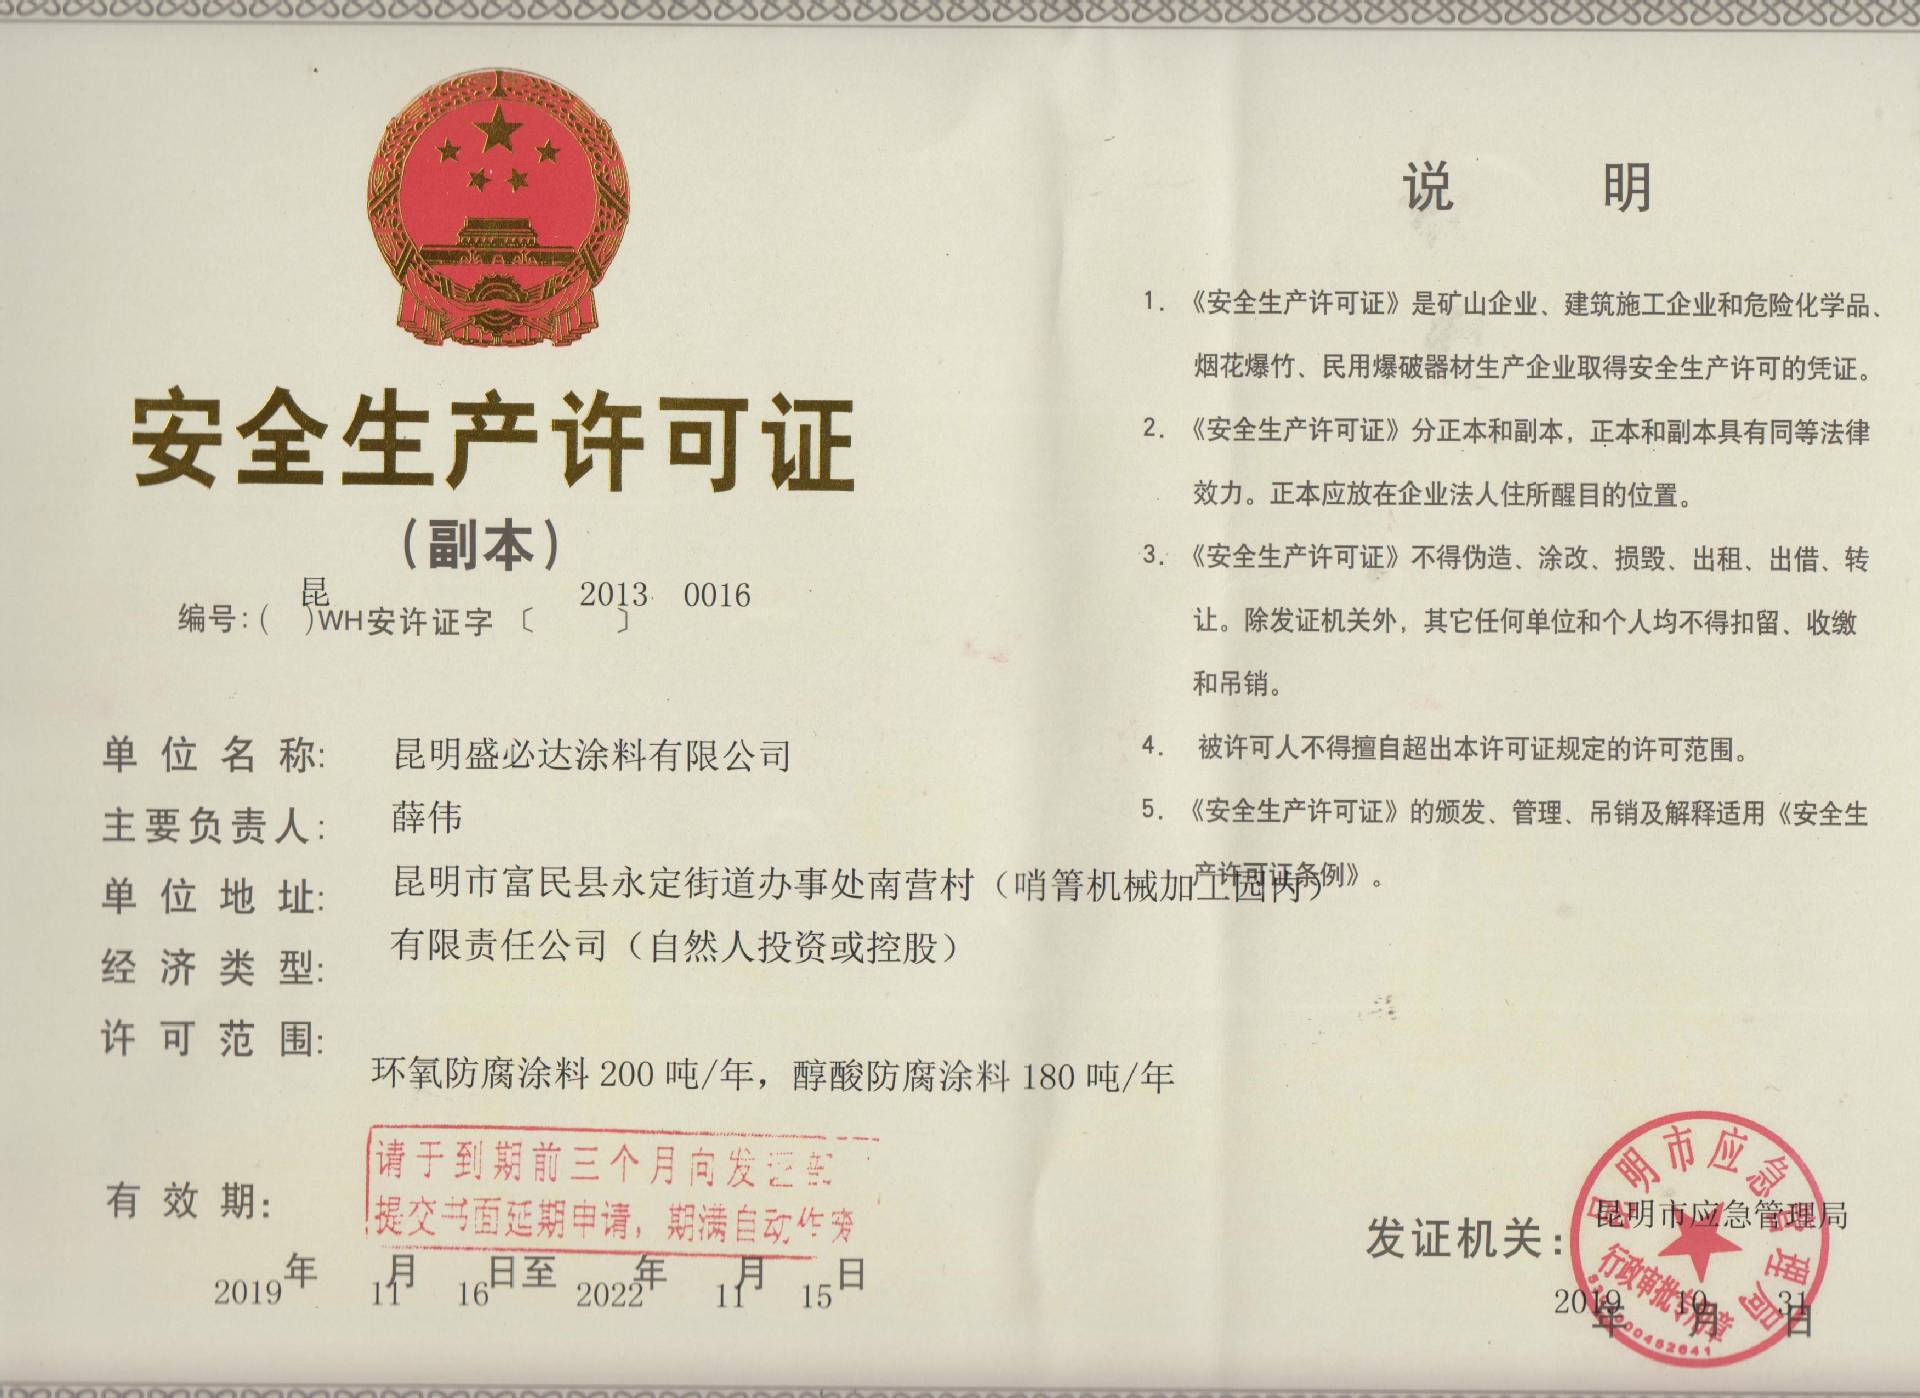 安全生产许可证
（副本）
编号：（昆）WH安许证字〔2013〕0016
单位名称： 昆明盛必达涂料有限公司
主要负责人： 薛伟
单位地址： 昆明市富民县永定街道办事处南营村（哨箐机械加工园内）
经济类型： 有限责任公司（自然人投资或控股）
许可范围：
环氧防腐涂料 200 吨/年，醇酸防腐涂料 180 吨/年
请于到期前三个月向发证
提交书面延期申请，期满自动作废
有效期：
2019年 11月 16日至 2022年 11月 15日
说 明
1. 《安全生产许可证》是矿山企业、建筑施工企业和危险化学品、
烟花爆竹、民用爆破器材生产企业取得安全生产许可的凭证。
2. 《安全生产许可证》分正本和副本，正本和副本具有同等法律
效力。正本应放在企业法人住所醒目的位置。
3. 《安全生产许可证》不得伪造、涂改、损毁、出租、出借、转
让。除发证机关外，其它任何单位和个人均不得扣留、收缴
和吊销。
4. 被许可人不得擅自超出本许可证规定的许可范围。
5. 《安全生产许可证》的颁发、管理、吊销及解释适用《安全生
产许可证条例》。
发证机关： 昆明市应急管理局
2019年 10月 31日
昆明市应急管理局
行政审批专用章